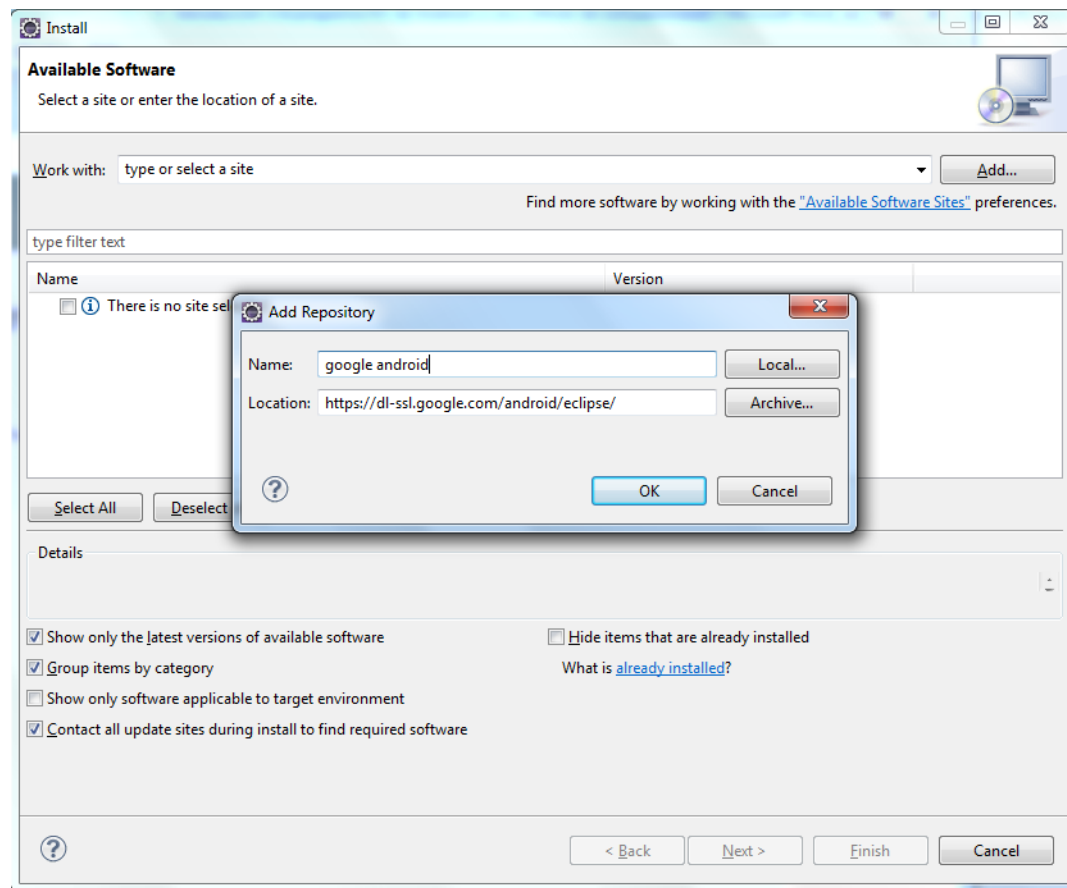 Install
Available Software
Select a site or enter the location of a site.
Work with: type or select a site Add...
Find more software by working with the "Available Software Sites" preferences.
type filter text
Name Version
There is no site sel
Add Repository
Name: google android Local...
Location: https://dl-ssl.google.com/android/eclipse/ Archive...
OK Cancel
Select All Deselect
Details
Show only the latest versions of available software Hide items that are already installed
Group items by category What is already installed?
Show only software applicable to target environment
Contact all update sites during install to find required software
< Back Next > Finish Cancel